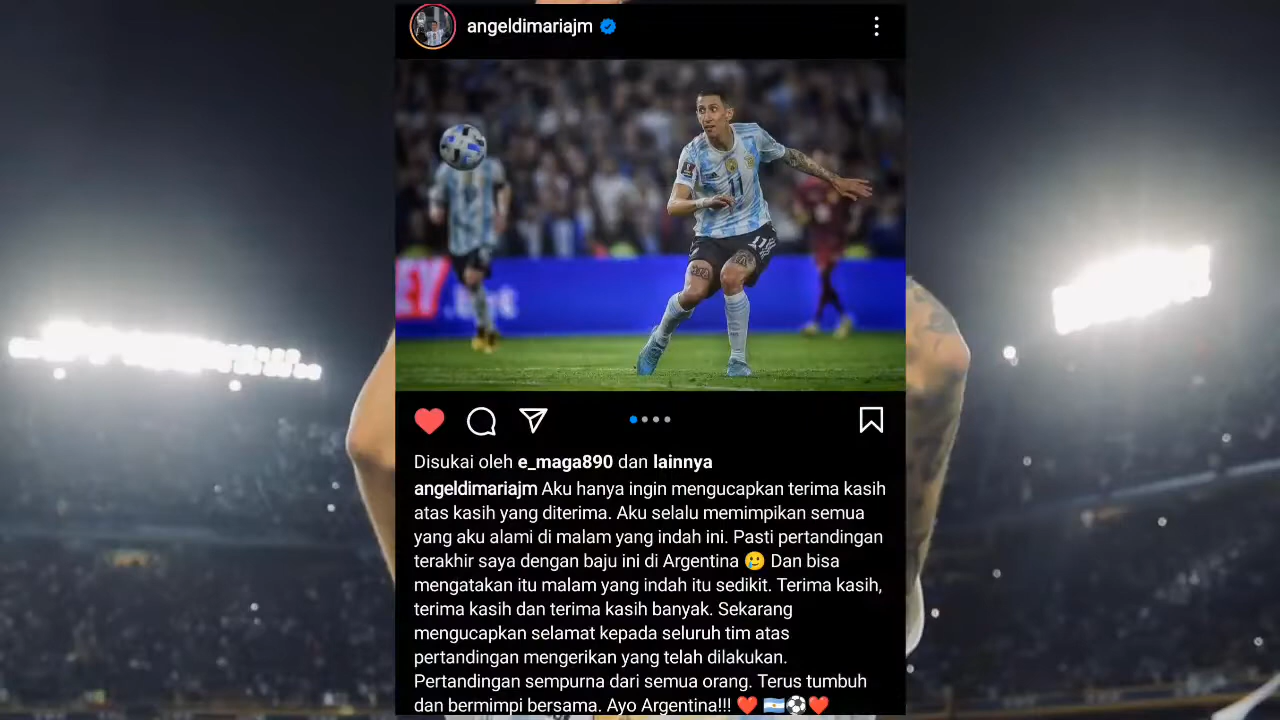 angeldimariajm
11
11
EY
.bet
Disukai oleh e_maga890 dan lainnya
angeldimariajm Aku hanya ingin mengucapkan terima kasih
atas kasih yang diterima. Aku selalu memimpikan semua
yang aku alami di malam yang indah ini. Pasti pertandingan
terakhir saya dengan baju ini di Argentina 🥲 Dan bisa
mengatakan itu malam yang indah itu sedikit. Terima kasih,
terima kasih dan terima kasih banyak. Sekarang
mengucapkan selamat kepada seluruh tim atas
pertandingan mengerikan yang telah dilakukan.
Pertandingan sempurna dari semua orang. Terus tumbuh
dan bermimpi bersama. Ayo Argentina!!! ❤️ 🇦🇷⚽❤️